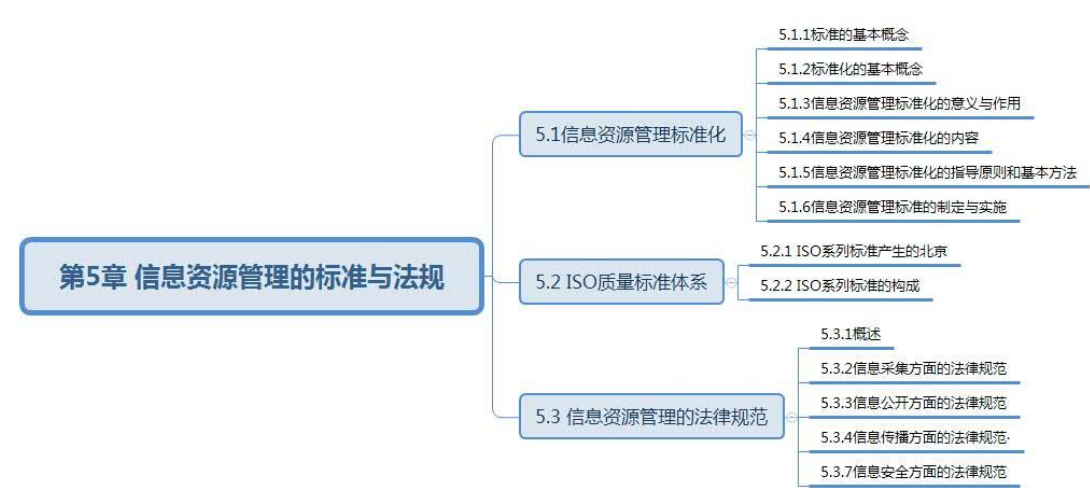 第5章 信息资源管理的标准与法规
5.1信息资源管理标准化
5.1.1标准的基本概念
5.1.2标准化的基本概念
5.1.3信息资源管理标准化的意义与作用
5.1.4信息资源管理标准化的内容
5.1.5信息资源管理标准化的指导原则和基本方法
5.1.6信息资源管理标准的制定与实施
5.2 ISO质量标准体系
5.2.1 ISO系列标准产生的北京
5.2.2 ISO系列标准的构成
5.3 信息资源管理的法律规范
5.3.1概述
5.3.2信息采集方面的法律规范
5.3.3信息公开方面的法律规范
5.3.4信息传播方面的法律规范·
5.3.7信息安全方面的法律规范